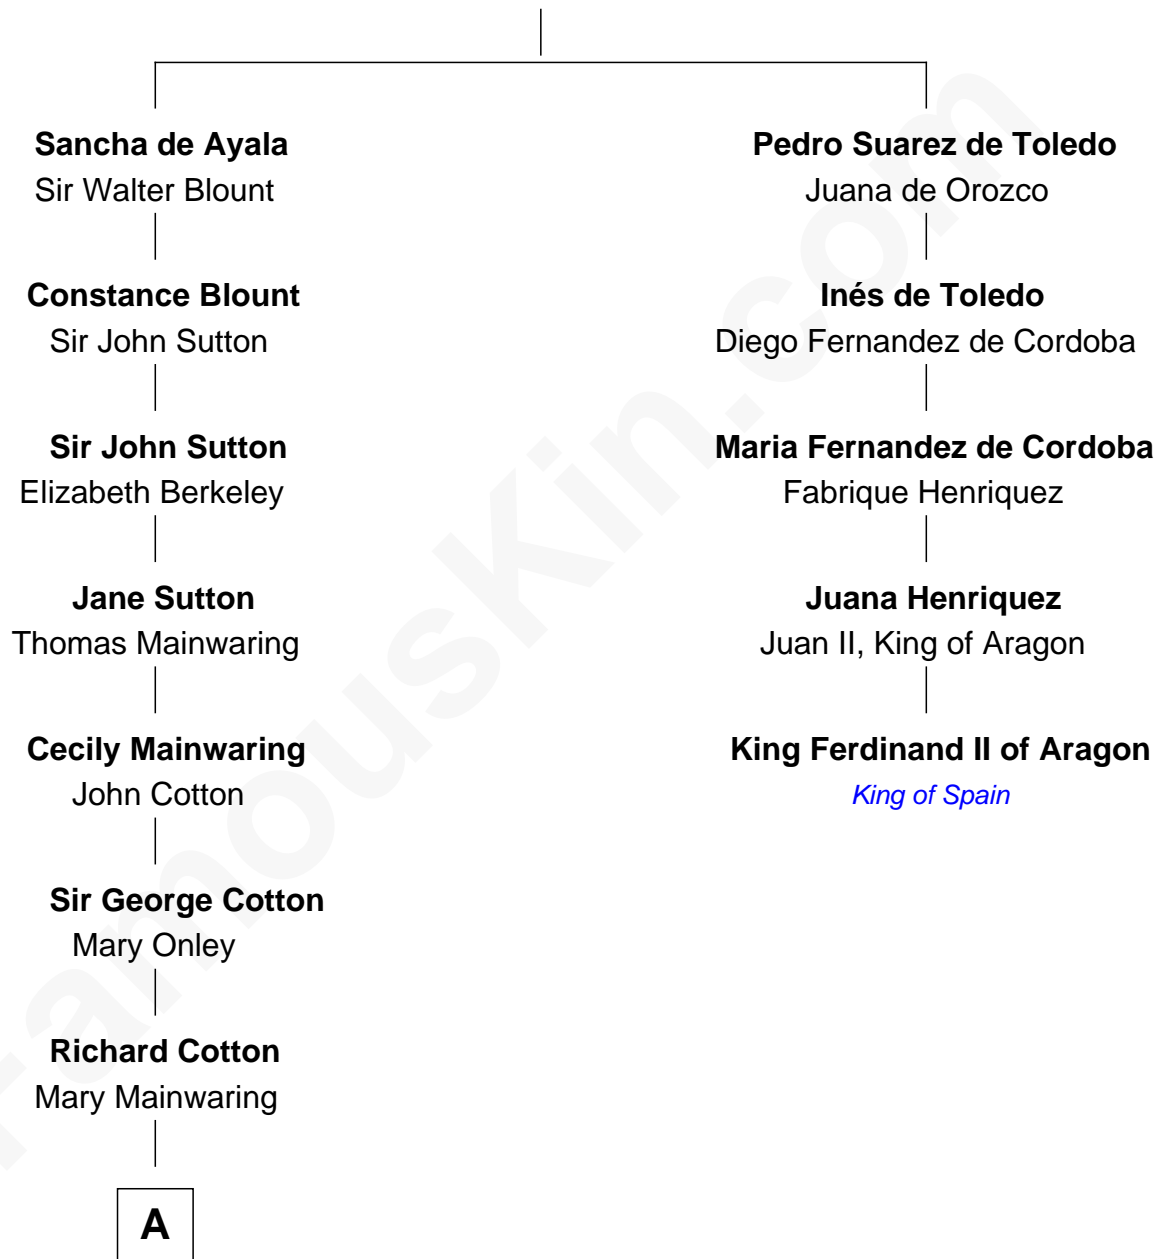 Sancha de Ayala
Sir Walter Blount
Constance Blount
Sir John Sutton
Sir John Sutton
Elizabeth Berkeley
Jane Sutton
Thomas Mainwaring
Cecily Mainwaring
John Cotton
Sir George Cotton
Mary Onley
Richard Cotton
Mary Mainwaring
A
Pedro Suarez de Toledo
Juana de Orozco
Inés de Toledo
Diego Fernandez de Cordoba
Maria Fernandez de Cordoba
Fabrique Henriquez
Juana Henriquez
Juan II, King of Aragon
King Ferdinand II of Aragon
King of Spain
FamousKin.com